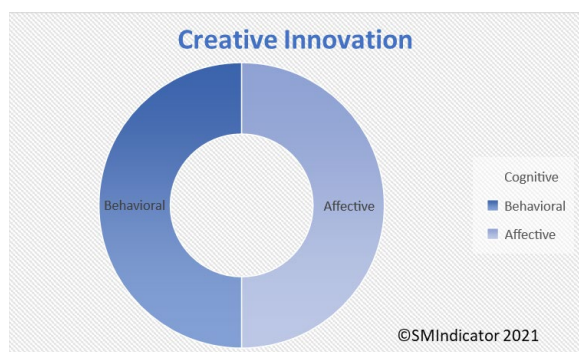 Creative Innovation
Behavioral
Affective
Cognitive
Behavioral
Affective
©SMIndicator 2021